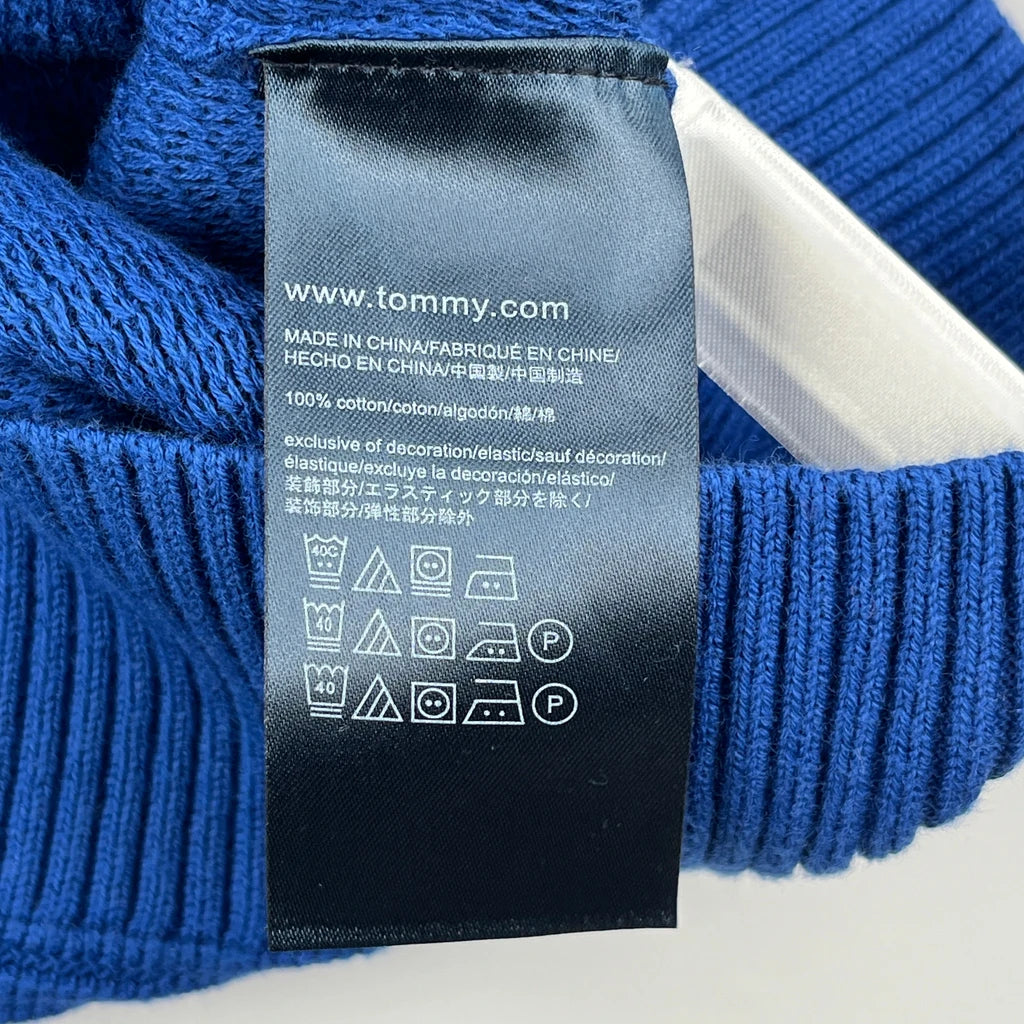 www.tommy.com
MADE IN CHINA/FABRIQUÉ EN CHINE/
HECHO EN CHINA/中国製/中国制造
100% cotton/coton/algodón/綿/棉
exclusive of decoration/elastic/sauf décoration/
élastique/excluye la decoración/elástico/
装飾部分/エラスティック部分を除く/
装饰部分/弹性部分除外
40C
40 P
40 P